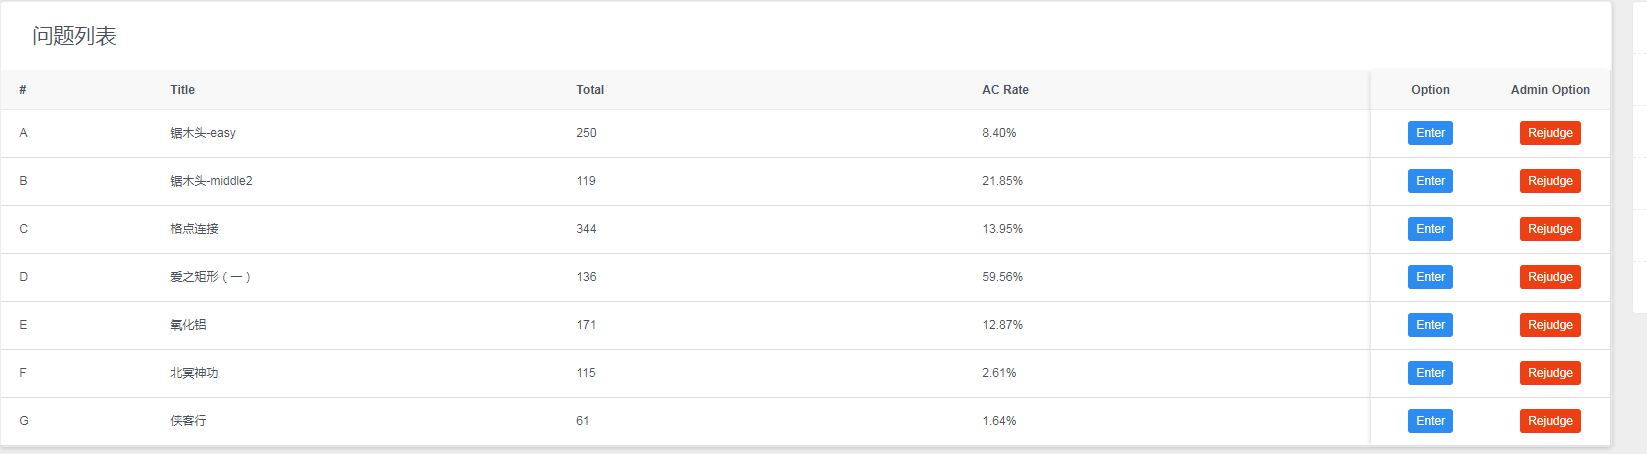 问题列表
# Title Total AC Rate Option Admin Option
A 锯木头-easy 250 8.40% Enter Rejudge
B 锯木头-middle2 119 21.85% Enter Rejudge
C 格点连接 344 13.95% Enter Rejudge
D 爱之矩形（一） 136 59.56% Enter Rejudge
E 氧化铝 171 12.87% Enter Rejudge
F 北冥神功 115 2.61% Enter Rejudge
G 侠客行 61 1.64% Enter Rejudge